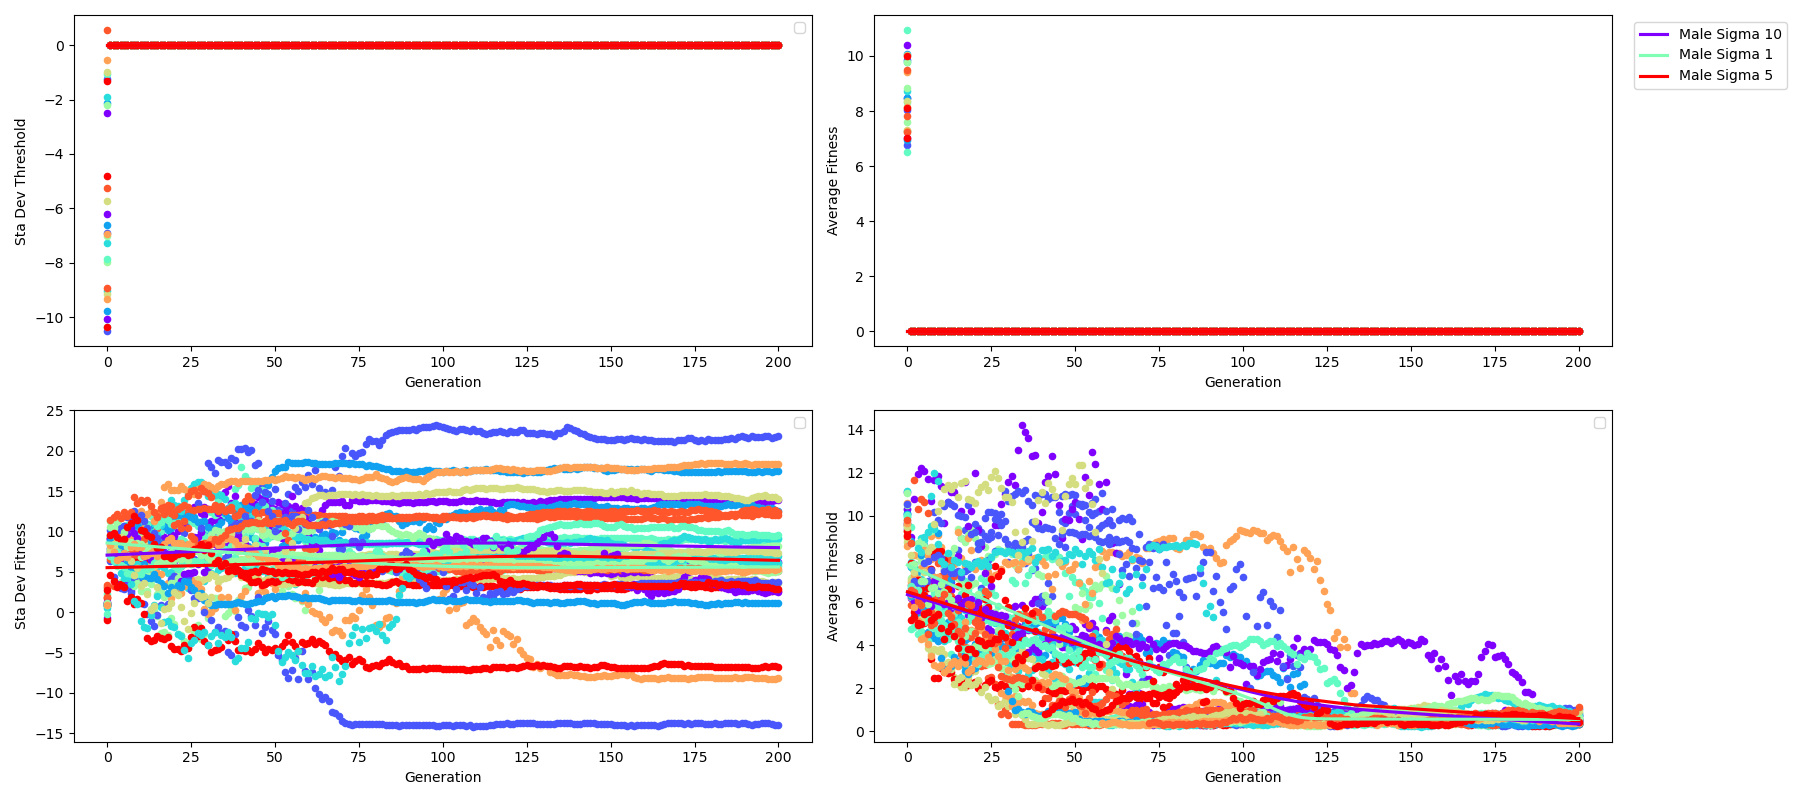 Sta Dev Threshold
0
−2
−4
−6
−8
−10
0 25 50 75 100 125 150 175 200
Generation
Average Fitness
10
8
6
4
2
0
0 25 50 75 100 125 150 175 200
Generation
Male Sigma 10
Male Sigma 1
Male Sigma 5
Sta Dev Fitness
25
20
15
10
5
0
−5
−10
−15
0 25 50 75 100 125 150 175 200
Generation
Average Threshold
14
12
10
8
6
4
2
0
0 25 50 75 100 125 150 175 200
Generation